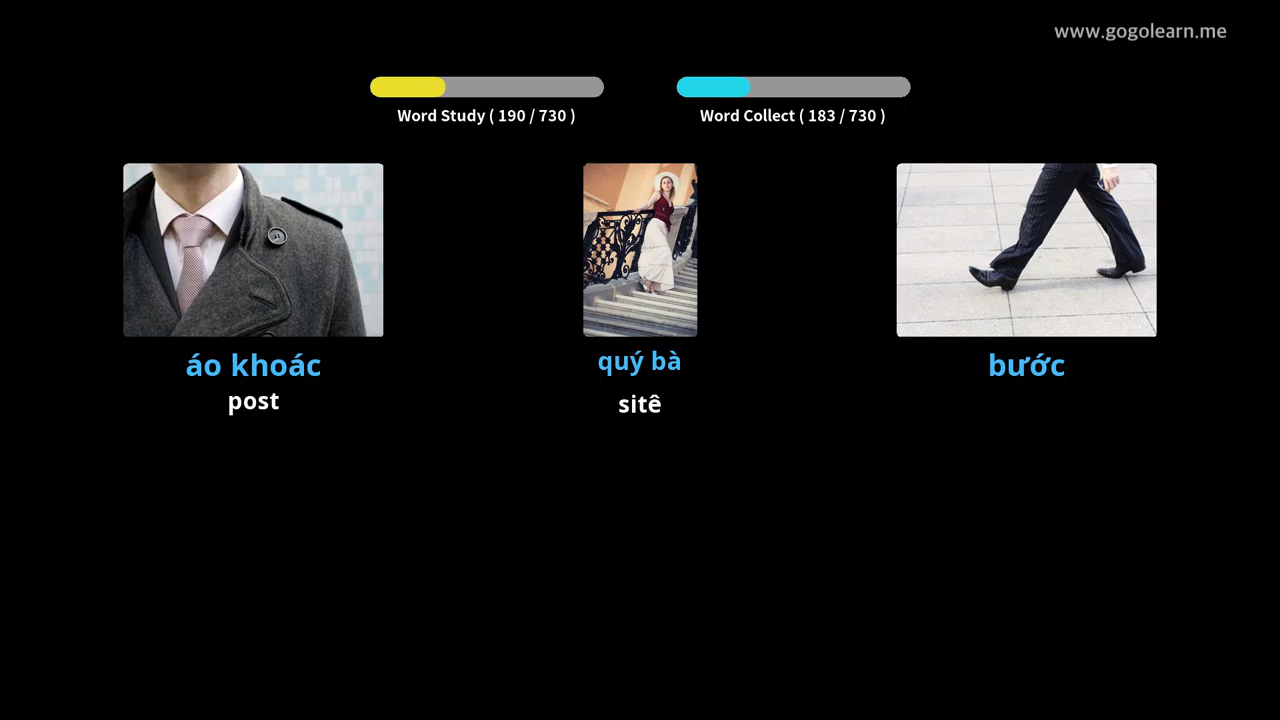 www.gogolearn.me
Word Study ( 190 / 730 )
Word Collect ( 183 / 730 )
áo khoác
post
quý bà
sitê
bước